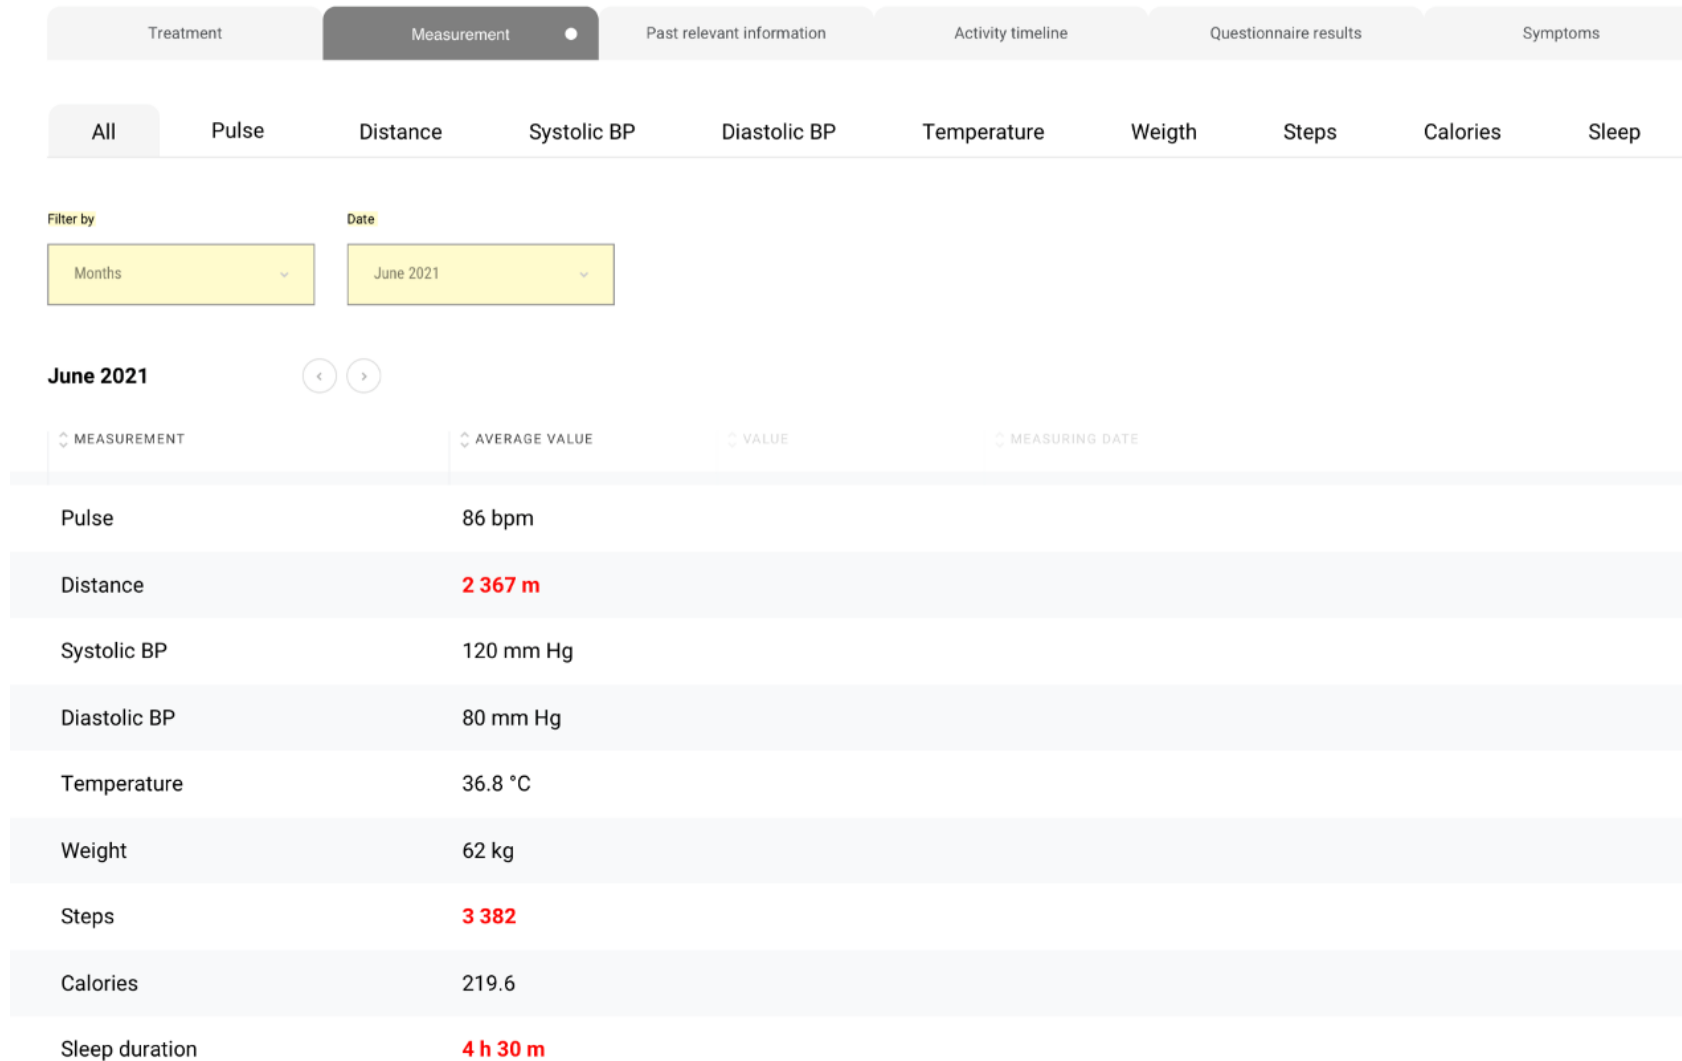 Treatment Measurement Past relevant information Activity timeline Questionnaire results Symptoms
All Pulse Distance Systolic BP Diastolic BP Temperature Weigth Steps Calories Sleep
Filter by Date
Months June 2021
June 2021
MEASUREMENT AVERAGE VALUE VALUE MEASURING DATE
Pulse 86 bpm
Distance 2 367 m
Systolic BP 120 mm Hg
Diastolic BP 80 mm Hg
Temperature 36.8 °C
Weight 62 kg
Steps 3 382
Calories 219.6
Sleep duration 4 h 30 m